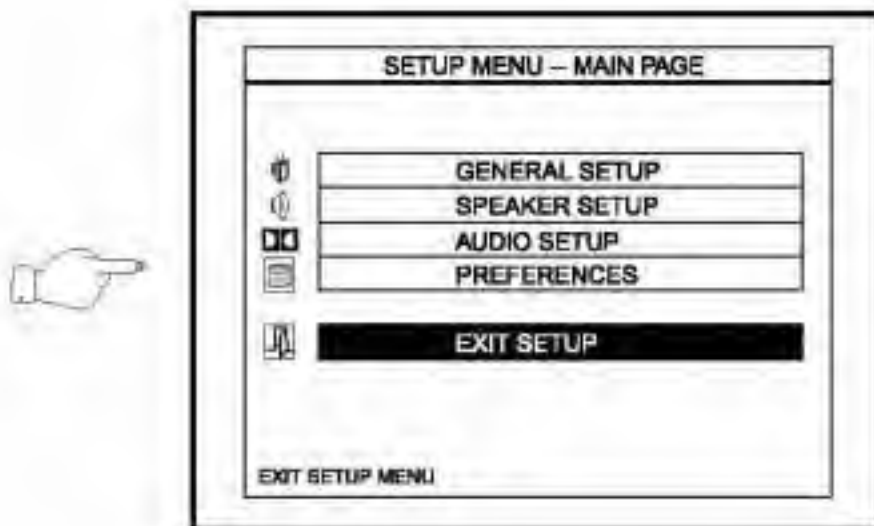 SETUP MENU – MAIN PAGE
GENERAL SETUP
SPEAKER SETUP
AUDIO SETUP
PREFERENCES
EXIT SETUP
EXIT SETUP MENU